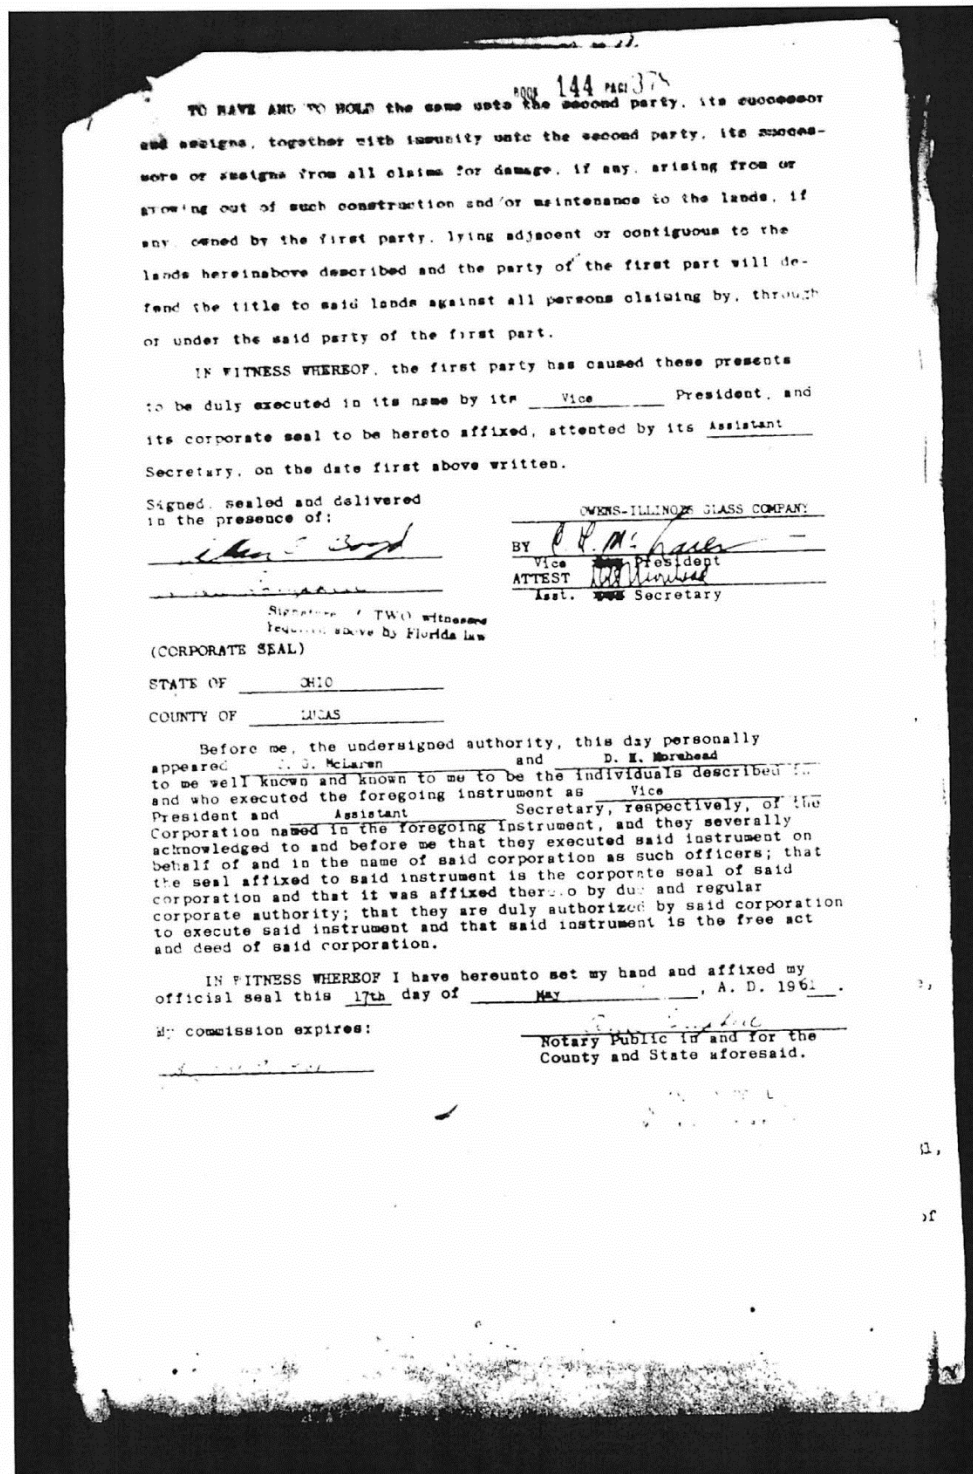 BOOK 144 PAGE 37
TO HAVE AND TO HOLD the same unto the second party, its successor
and assigns, together with immunity unto the second party, its succes-
sors or assigns from all claims for damage, if any, arising from or
growing out of such construction and/or maintenance to the lands, if
any, owned by the first party, lying adjacent or contiguous to the
lands hereinabove described and the party of the first part will de-
fend the title to said lands against all persons claiming by, through
or under the said party of the first part.
IN WITNESS WHEREOF, the first party has caused these presents
to be duly executed in its name by its Vice President, and
its corporate seal to be hereto affixed, attested by its Assistant
Secretary, on the date first above written.
Signed, sealed and delivered
in the presence of:
OWENS-ILLINOIS GLASS COMPANY
Boyd
BY McLaren
Vice President
ATTEST
Asst. Secretary
Signature of TWO witnesses
required above by Florida law
(CORPORATE SEAL)
STATE OF OHIO
COUNTY OF LUCAS
Before me, the undersigned authority, this day personally
appeared McLaren and D. H. Morehead
to me well known and known to me to be the individuals described in
and who executed the foregoing instrument as Vice
President and Assistant Secretary, respectively, of the
Corporation named in the foregoing instrument, and they severally
acknowledged to and before me that they executed said instrument on
behalf of and in the name of said corporation as such officers; that
the seal affixed to said instrument is the corporate seal of said
corporation and that it was affixed thereto by due and regular
corporate authority; that they are duly authorized by said corporation
to execute said instrument and that said instrument is the free act
and deed of said corporation.
IN WITNESS WHEREOF I have hereunto set my hand and affixed my
official seal this 17th day of May, A. D. 1961.
My commission expires:
Notary Public in and for the
County and State aforesaid.
of